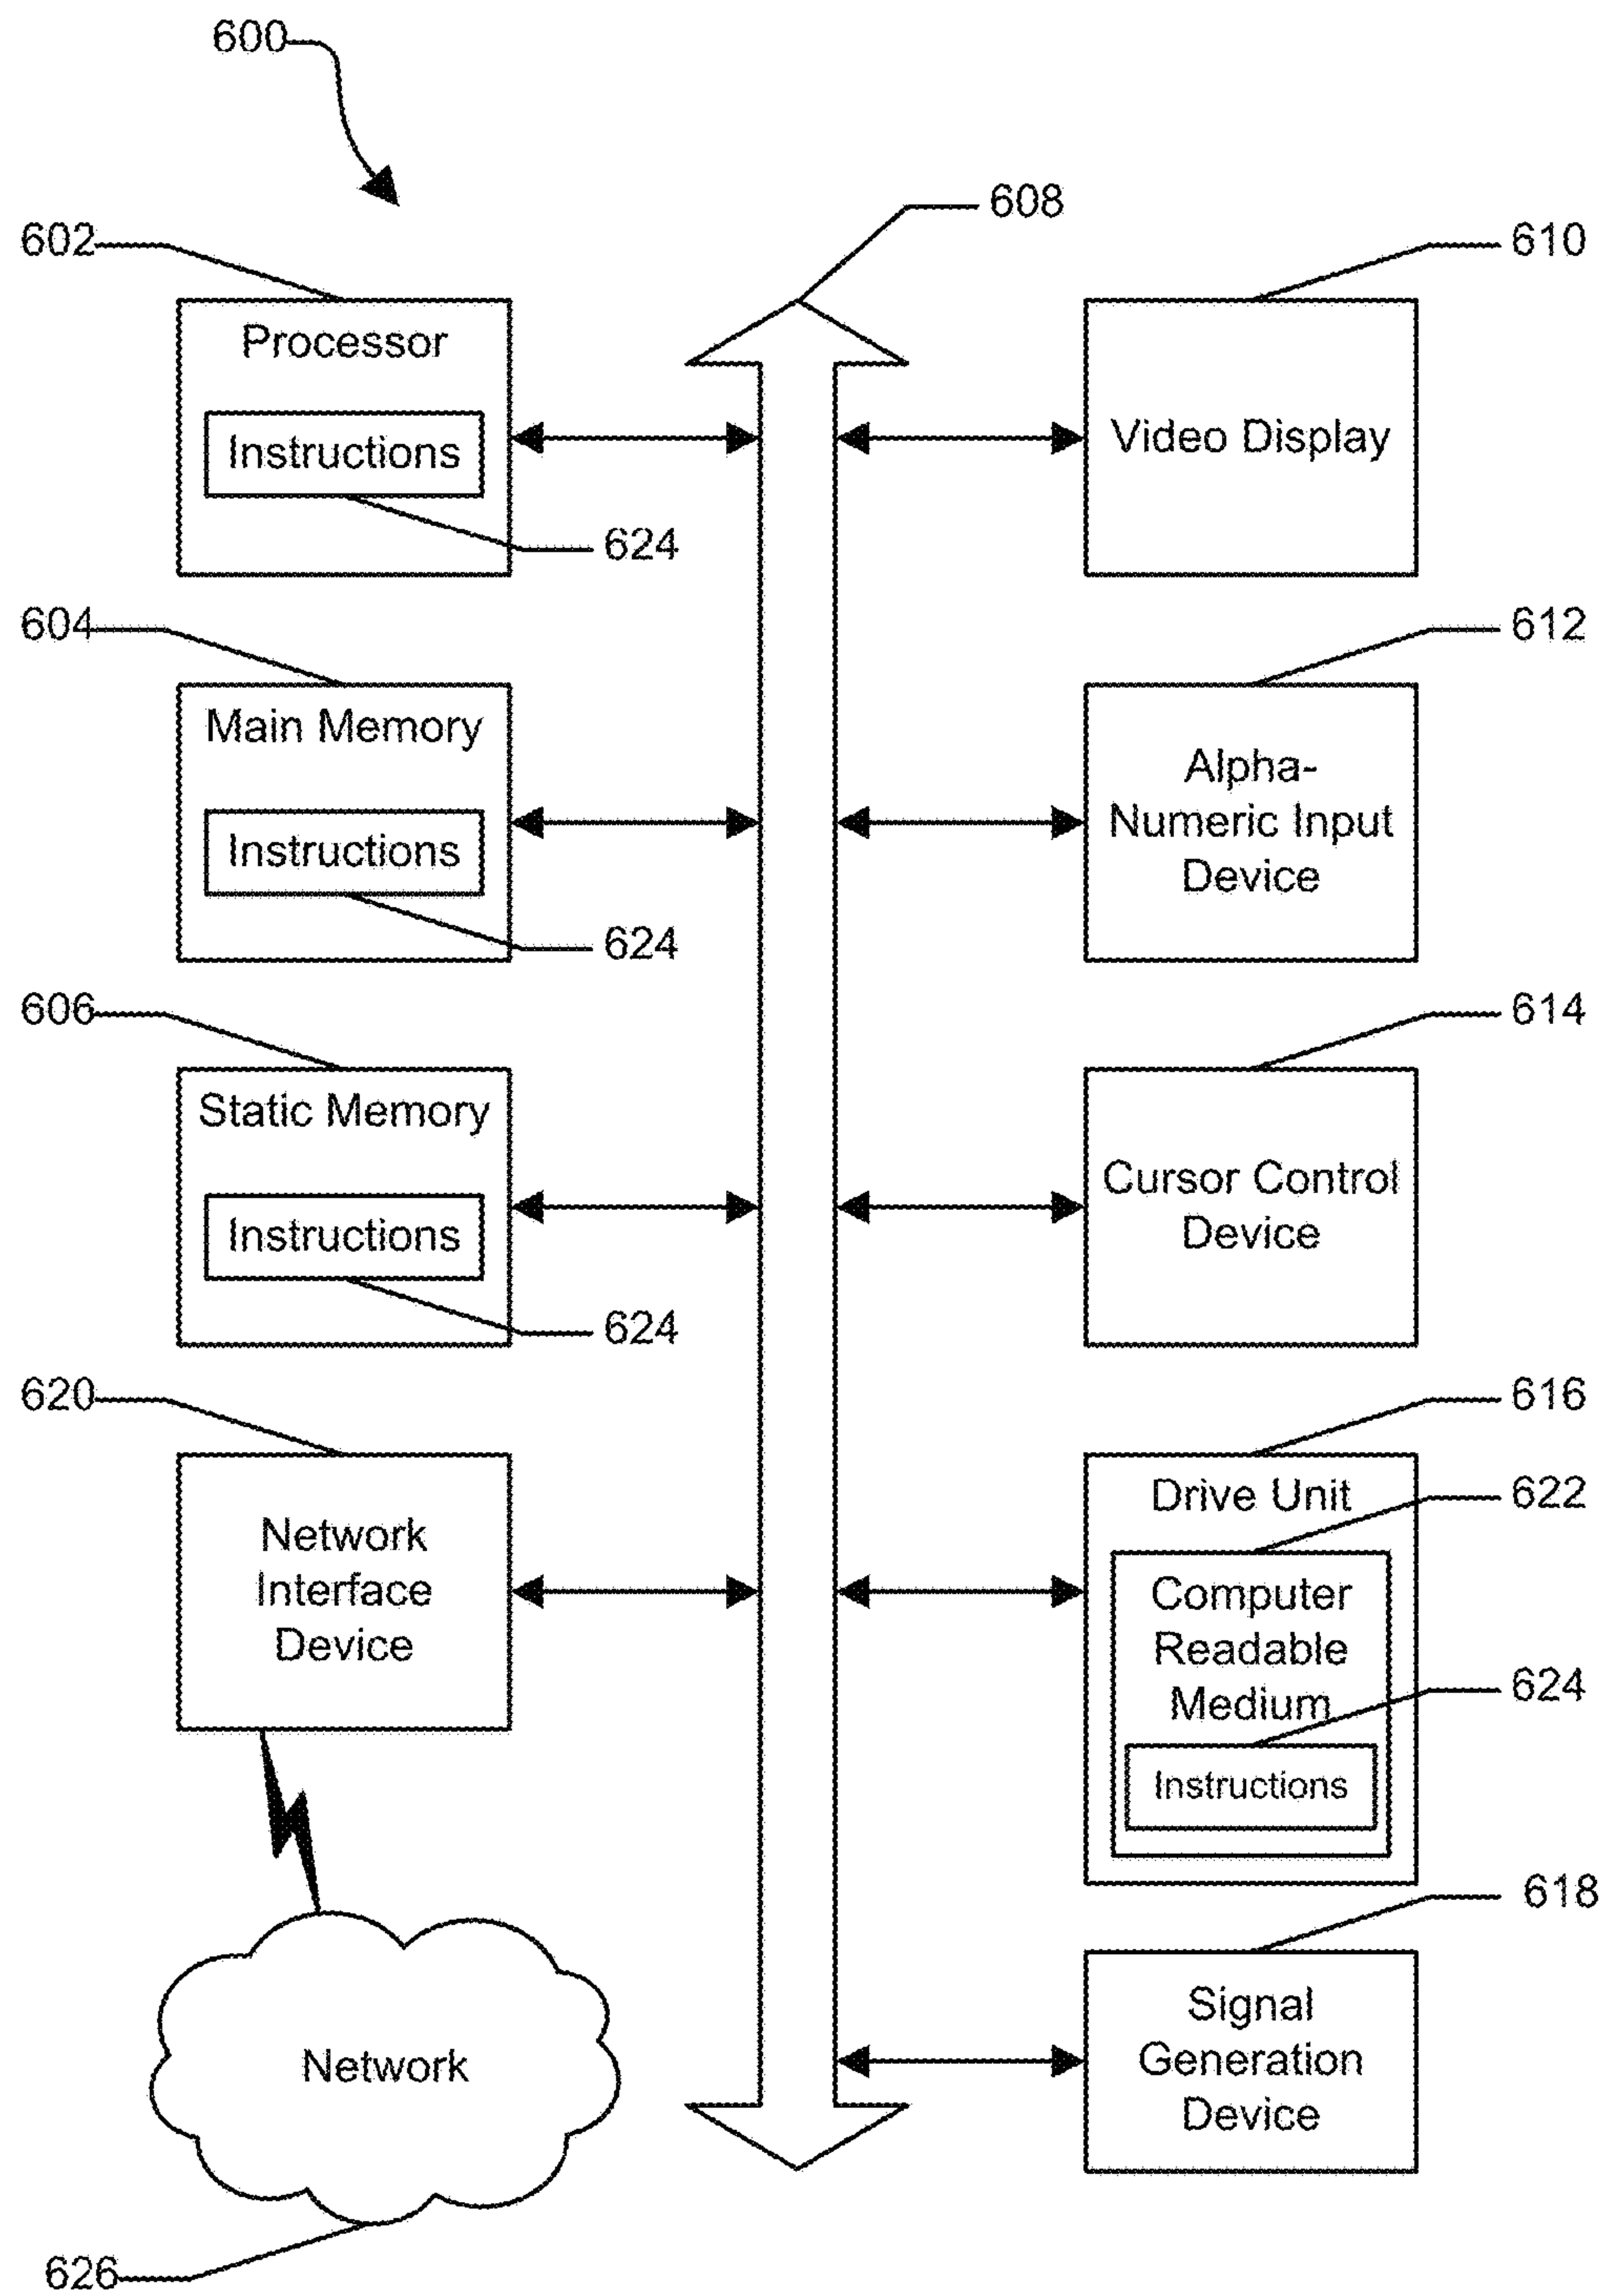 600
608
602
Processor
Instructions
624
610
Video Display
604
Main Memory
Instructions
624
612
Alpha-
Numeric Input
Device
606
Static Memory
Instructions
624
614
Cursor Control
Device
620
Network
Interface
Device
616
Drive Unit
622
Computer
Readable
Medium
624
Instructions
618
Signal
Generation
Device
Network
626